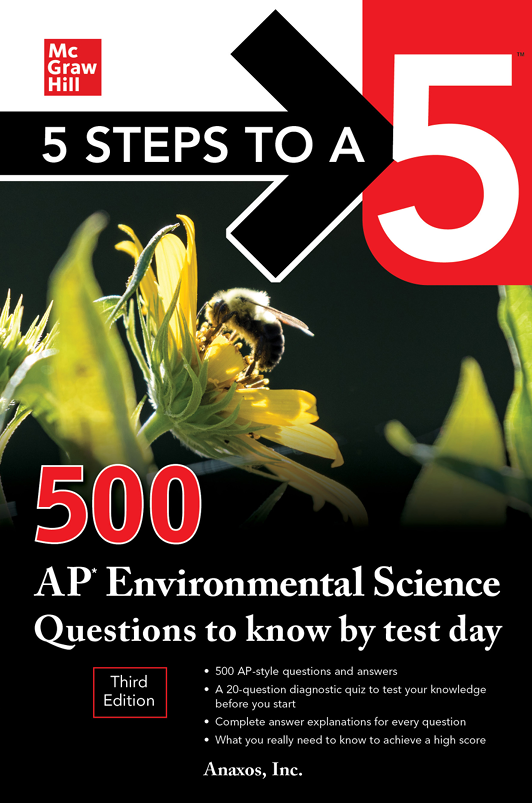 Mc
Graw
Hill
5 STEPS TO A
5™
500
AP* Environmental Science
Questions to know by test day
Third
Edition
• 500 AP-style questions and answers
• A 20-question diagnostic quiz to test your knowledge
before you start
• Complete answer explanations for every question
• What you really need to know to achieve a high score
Anaxos, Inc.